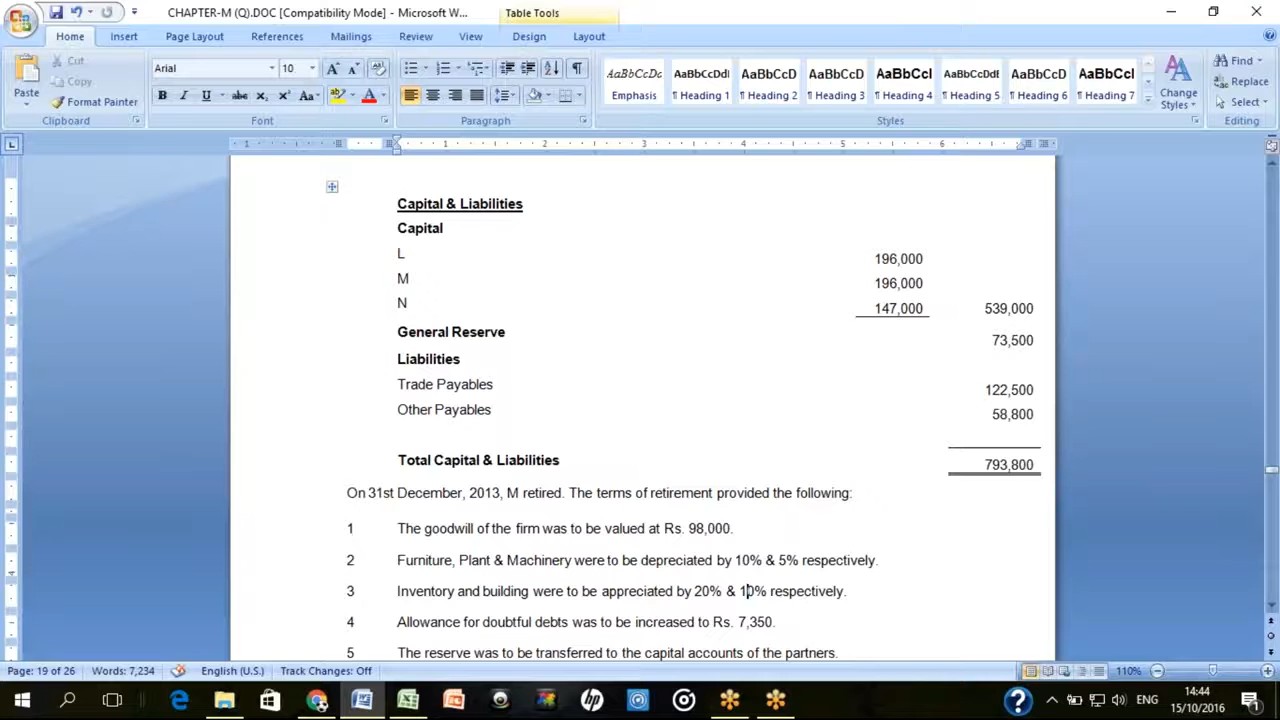 CHAPTER-M (Q).DOC [Compatibility Mode] - Microsoft W...
Table Tools
Home Insert Page Layout References Mailings Review View Design Layout
Paste
Cut
Copy
Format Painter
Clipboard
Arial 10
Font
Paragraph
AaBbCcDc AaBbCcDdI AaBbCcD AaBbCcD AaBbCcI AaBbCcDdE AaBbCcD AaBbCcI
Emphasis ¶ Heading 1 ¶ Heading 2 ¶ Heading 3 ¶ Heading 4 ¶ Heading 5 ¶ Heading 6 ¶ Heading 7
Styles
Change Styles
Find
Replace
Select
Editing
1 1 2 3 4 5 6
Capital & Liabilities
Capital
L 196,000
M 196,000
N 147,000 539,000
General Reserve 73,500
Liabilities
Trade Payables 122,500
Other Payables 58,800
Total Capital & Liabilities 793,800
On 31st December, 2013, M retired. The terms of retirement provided the following:
1 The goodwill of the firm was to be valued at Rs. 98,000.
2 Furniture, Plant & Machinery were to be depreciated by 10% & 5% respectively.
3 Inventory and building were to be appreciated by 20% & 10% respectively.
4 Allowance for doubtful debts was to be increased to Rs. 7,350.
5 The reserve was to be transferred to the capital accounts of the partners.
Page: 19 of 26 Words: 7,234 English (U.S.) Track Changes: Off 110%
ENG
14:44
15/10/2016